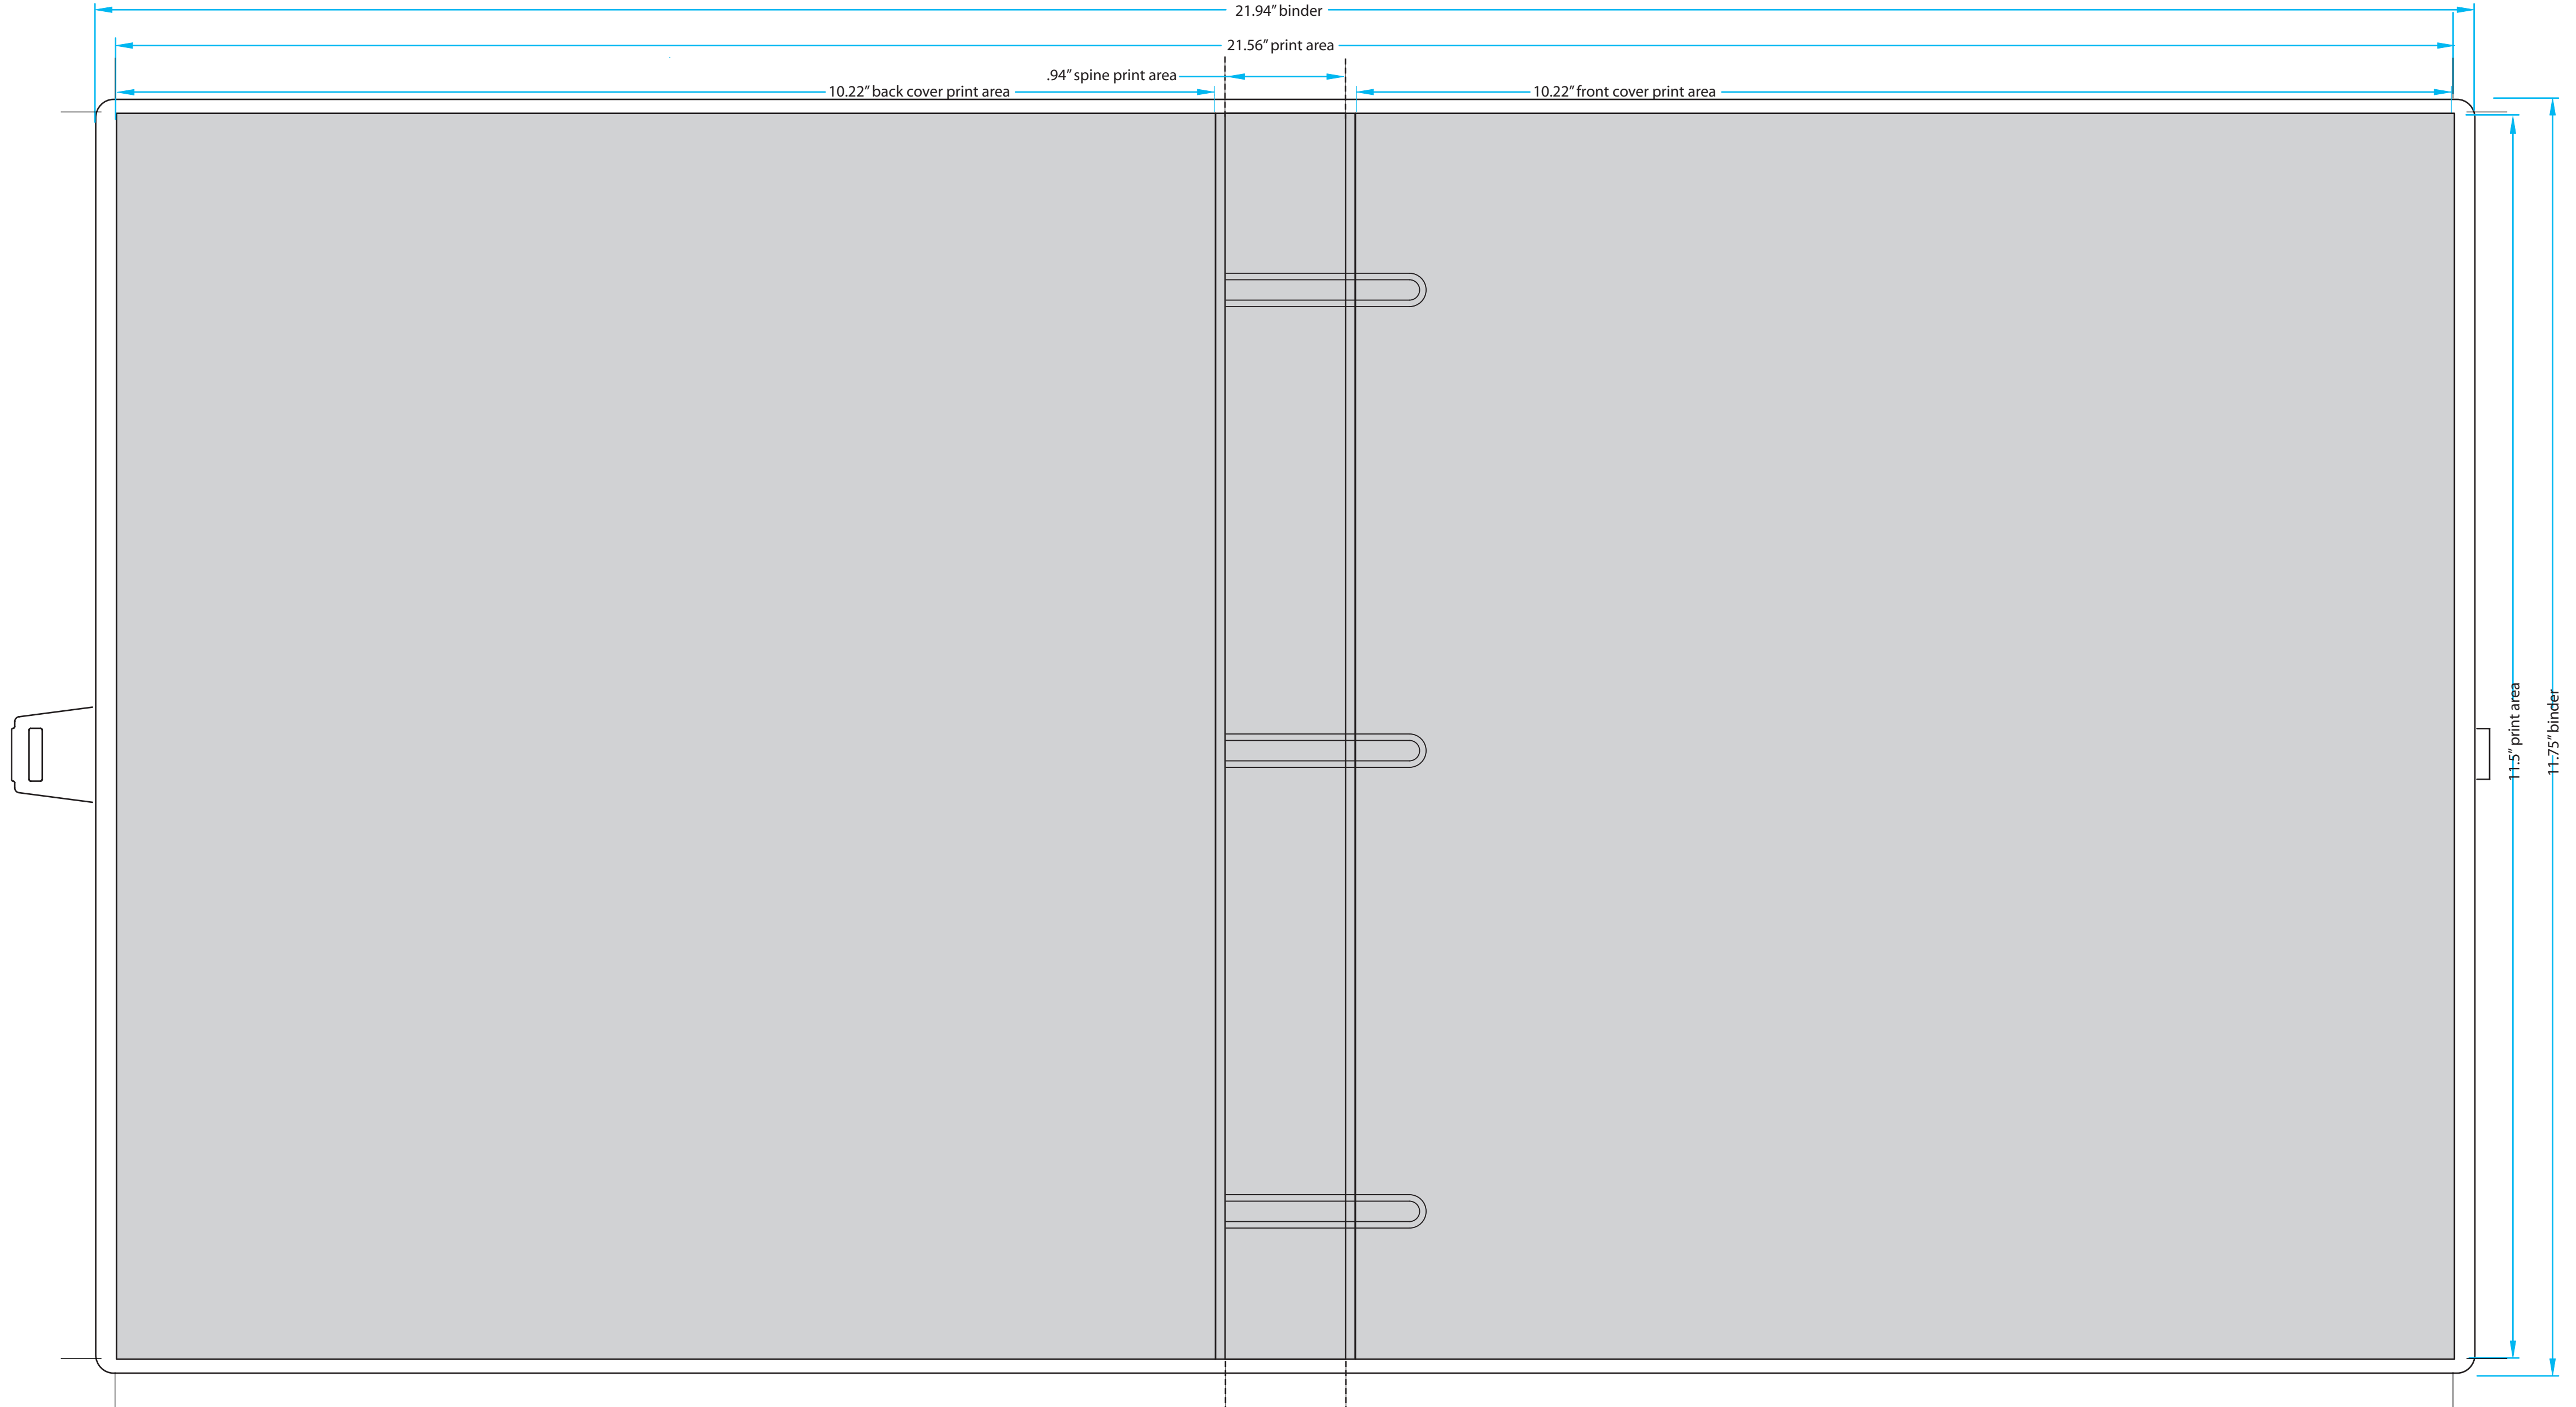 21.94” binder
21.56” print area
.94” spine print area
10.22” back cover print area
10.22” front cover print area
11.5” print area
11.75” binder